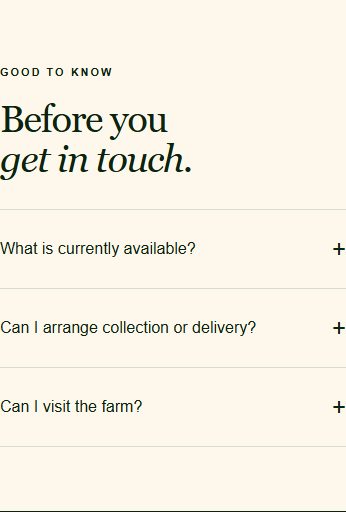 GOOD TO KNOW
Before you
get in touch.
What is currently available? +
Can I arrange collection or delivery? +
Can I visit the farm? +